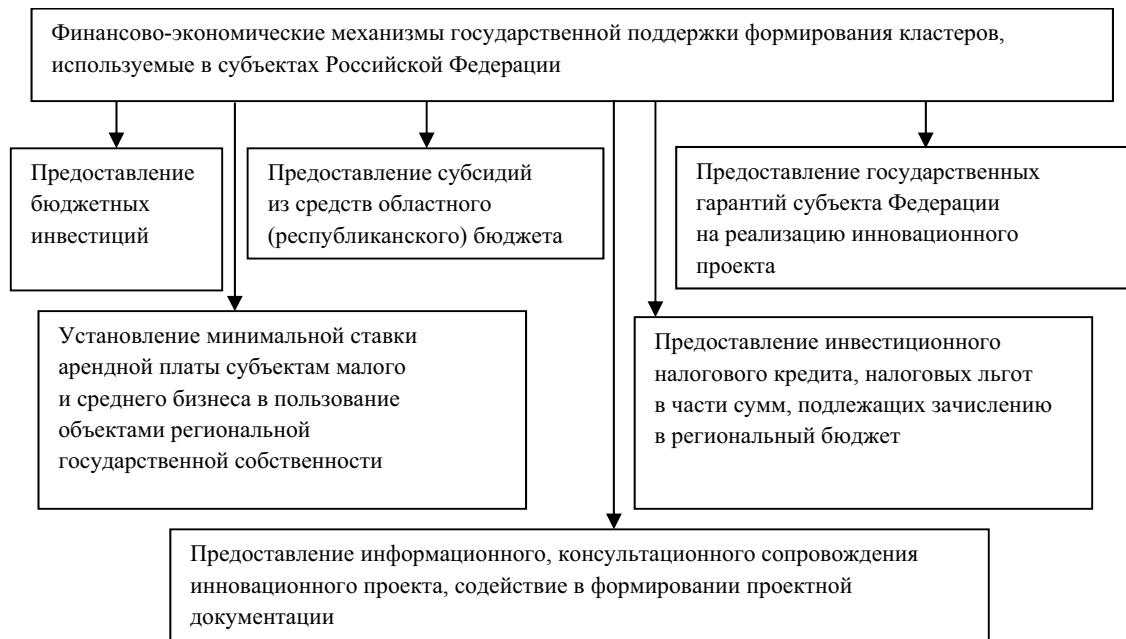 Финансово-экономические механизмы государственной поддержки формирования кластеров,
используемые в субъектах Российской Федерации
Предоставление
бюджетных
инвестиций
Предоставление субсидий
из средств областного
(республиканского) бюджета
Предоставление государственных
гарантий субъекта Федерации
на реализацию инновационного
проекта
Установление минимальной ставки
арендной платы субъектам малого
и среднего бизнеса в пользование
объектами региональной
государственной собственности
Предоставление инвестиционного
налогового кредита, налоговых льгот
в части сумм, подлежащих зачислению
в региональный бюджет
Предоставление информационного, консультационного сопровождения
инновационного проекта, содействие в формировании проектной
документации